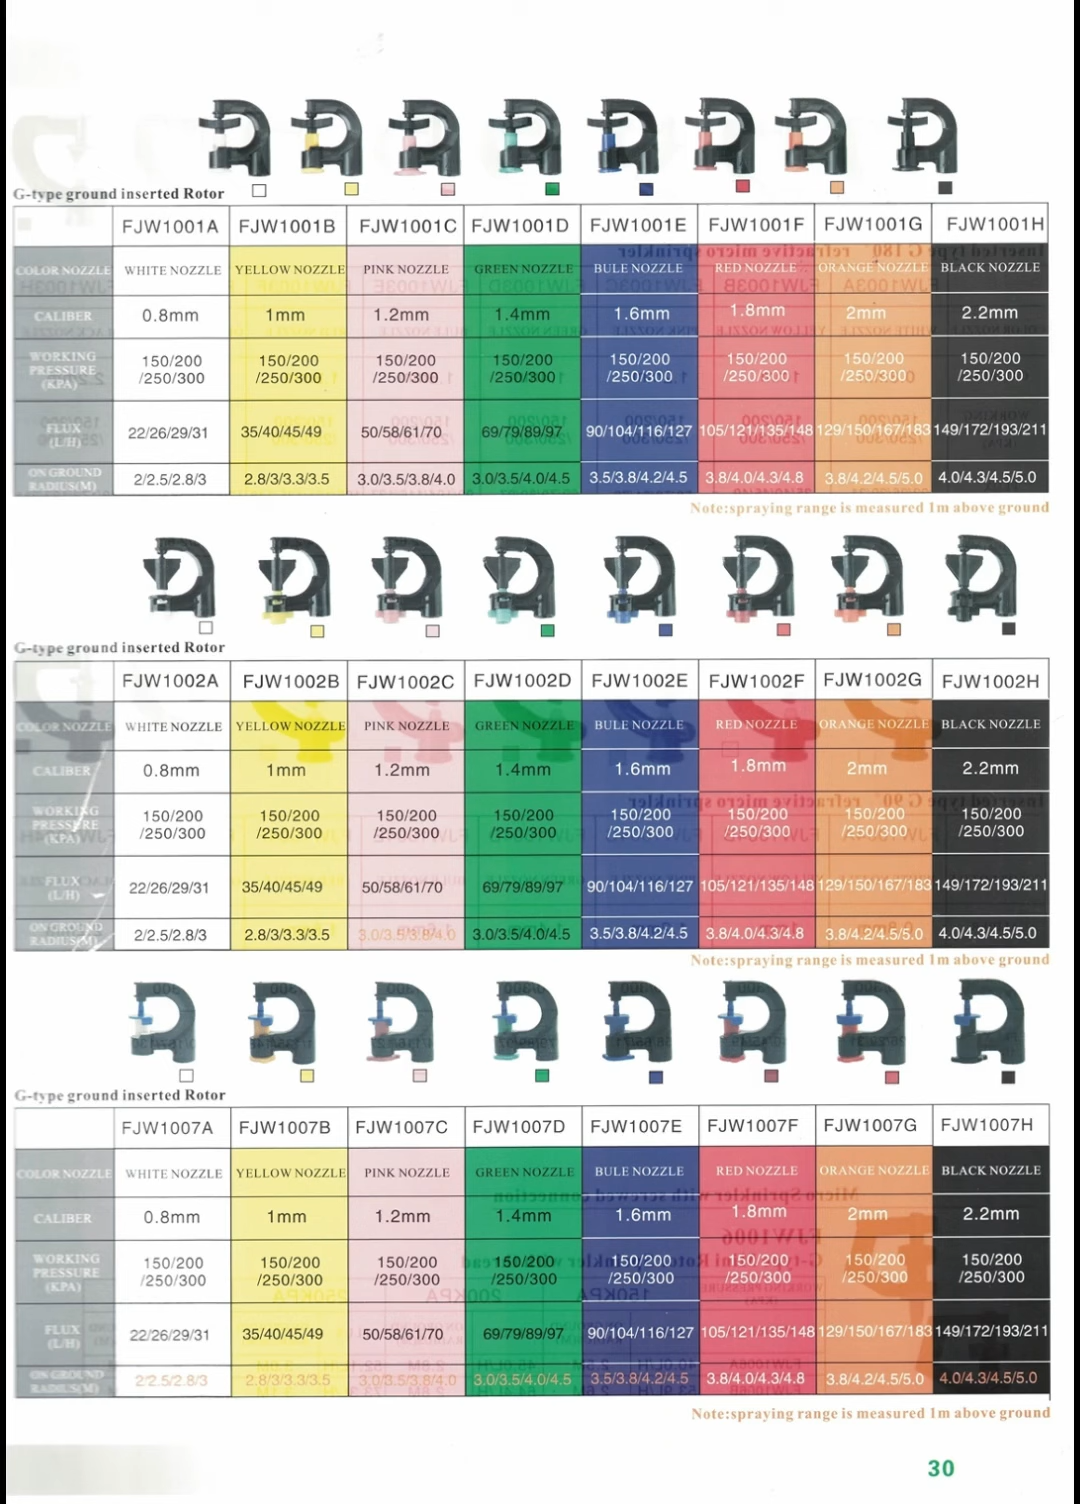 G-type ground inserted Rotor
FJW1001A FJW1001B FJW1001C FJW1001D FJW1001E FJW1001F FJW1001G FJW1001H
COLOR NOZZLE WHITE NOZZLE YELLOW NOZZLE PINK NOZZLE GREEN NOZZLE BULE NOZZLE RED NOZZLE ORANGE NOZZLE BLACK NOZZLE
CALIBER 0.8mm 1mm 1.2mm 1.4mm 1.6mm 1.8mm 2mm 2.2mm
WORKING PRESSURE (KPA) 150/200/250/300 150/200/250/300 150/200/250/300 150/200/250/300 150/200/250/300 150/200/250/300 150/200/250/300 150/200/250/300
FLUX (L/H) 22/26/29/31 35/40/45/49 50/58/61/70 69/79/89/97 90/104/116/127 105/121/135/148 129/150/167/183 149/172/193/211
ON GROUND RADIUS(M) 2/2.5/2.8/3 2.8/3/3.3/3.5 3.0/3.5/3.8/4.0 3.0/3.5/4.0/4.5 3.5/3.8/4.2/4.5 3.8/4.0/4.3/4.8 3.8/4.2/4.5/5.0 4.0/4.3/4.5/5.0
Note:spraying range is measured 1m above ground
G-type ground inserted Rotor
FJW1002A FJW1002B FJW1002C FJW1002D FJW1002E FJW1002F FJW1002G FJW1002H
COLOR NOZZLE WHITE NOZZLE YELLOW NOZZLE PINK NOZZLE GREEN NOZZLE BULE NOZZLE RED NOZZLE ORANGE NOZZLE BLACK NOZZLE
CALIBER 0.8mm 1mm 1.2mm 1.4mm 1.6mm 1.8mm 2mm 2.2mm
WORKING PRESSURE (KPA) 150/200/250/300 150/200/250/300 150/200/250/300 150/200/250/300 150/200/250/300 150/200/250/300 150/200/250/300 150/200/250/300
FLUX (L/H) 22/26/29/31 35/40/45/49 50/58/61/70 69/79/89/97 90/104/116/127 105/121/135/148 129/150/167/183 149/172/193/211
ON GROUND RADIUS(M) 2/2.5/2.8/3 2.8/3/3.3/3.5 3.0/3.5/3.8/4.0 3.0/3.5/4.0/4.5 3.5/3.8/4.2/4.5 3.8/4.0/4.3/4.8 3.8/4.2/4.5/5.0 4.0/4.3/4.5/5.0
Note:spraying range is measured 1m above ground
G-type ground inserted Rotor
FJW1007A FJW1007B FJW1007C FJW1007D FJW1007E FJW1007F FJW1007G FJW1007H
COLOR NOZZLE WHITE NOZZLE YELLOW NOZZLE PINK NOZZLE GREEN NOZZLE BULE NOZZLE RED NOZZLE ORANGE NOZZLE BLACK NOZZLE
CALIBER 0.8mm 1mm 1.2mm 1.4mm 1.6mm 1.8mm 2mm 2.2mm
WORKING PRESSURE (KPA) 150/200/250/300 150/200/250/300 150/200/250/300 150/200/250/300 150/200/250/300 150/200/250/300 150/200/250/300 150/200/250/300
FLUX (L/H) 22/26/29/31 35/40/45/49 50/58/61/70 69/79/89/97 90/104/116/127 105/121/135/148 129/150/167/183 149/172/193/211
ON GROUND RADIUS(M) 2/2.5/2.8/3 2.8/3/3.3/3.5 3.0/3.5/3.8/4.0 3.0/3.5/4.0/4.5 3.5/3.8/4.2/4.5 3.8/4.0/4.3/4.8 3.8/4.2/4.5/5.0 4.0/4.3/4.5/5.0
Note:spraying range is measured 1m above ground
30